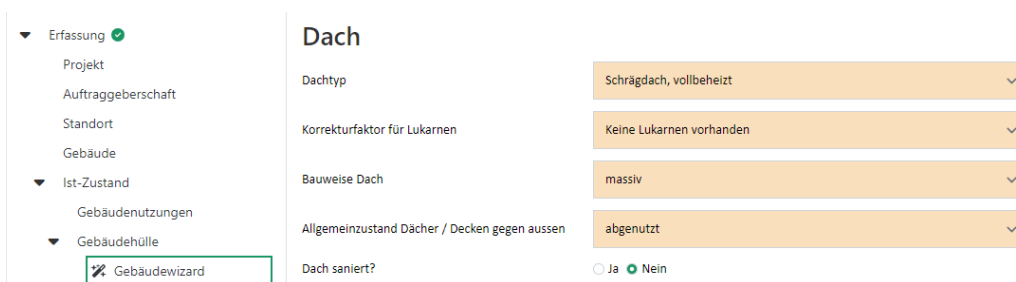 Erfassung
Projekt
Auftraggeberschaft
Standort
Gebäude
Ist-Zustand
Gebäudenutzungen
Gebäudehülle
Gebäudewizard
Dach
Dachtyp Schrägdach, vollbeheizt
Korrekturfaktor für Lukarnen Keine Lukarnen vorhanden
Bauweise Dach massiv
Allgemeinzustand Dächer / Decken gegen aussen abgenutzt
Dach saniert? Ja Nein